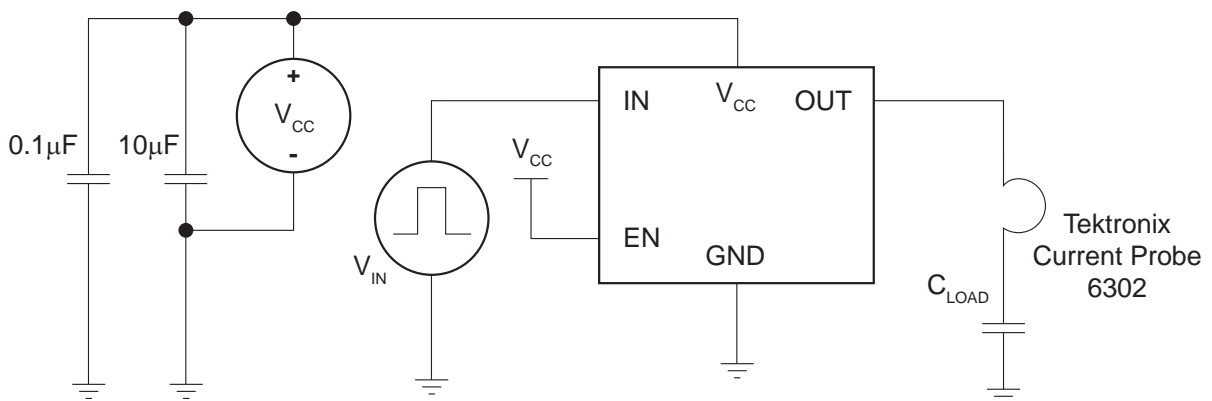 0.1μF
10μF
+
V_CC
-
V_IN
V_CC
IN
V_CC
OUT
EN
GND
C_LOAD
Tektronix
Current Probe
6302